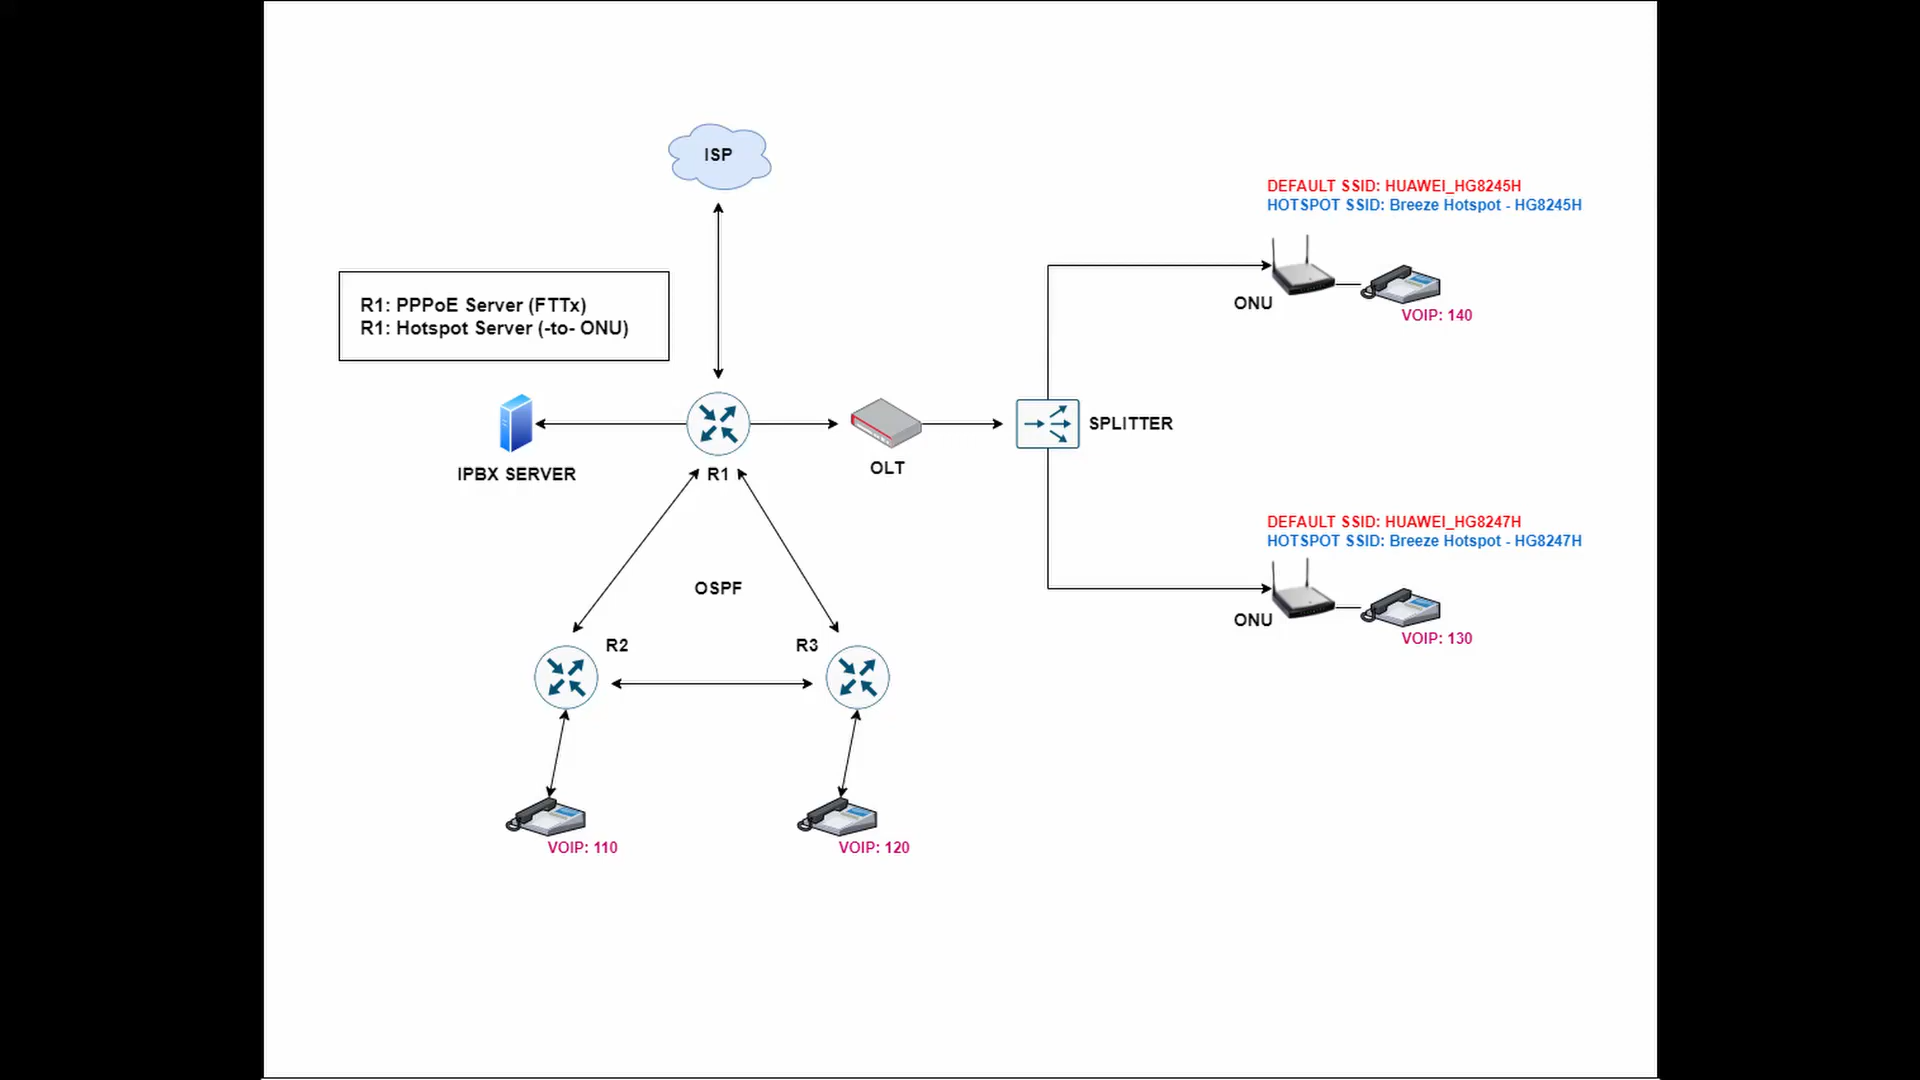 ISP
DEFAULT SSID: HUAWEI_HG8245H
HOTSPOT SSID: Breeze Hotspot - HG8245H
R1: PPPoE Server (FTTx)
R1: Hotspot Server (-to- ONU)
ONU
VOIP: 140
SPLITTER
IPBX SERVER
R1
OLT
DEFAULT SSID: HUAWEI_HG8247H
HOTSPOT SSID: Breeze Hotspot - HG8247H
OSPF
ONU
VOIP: 130
R2
R3
VOIP: 110
VOIP: 120